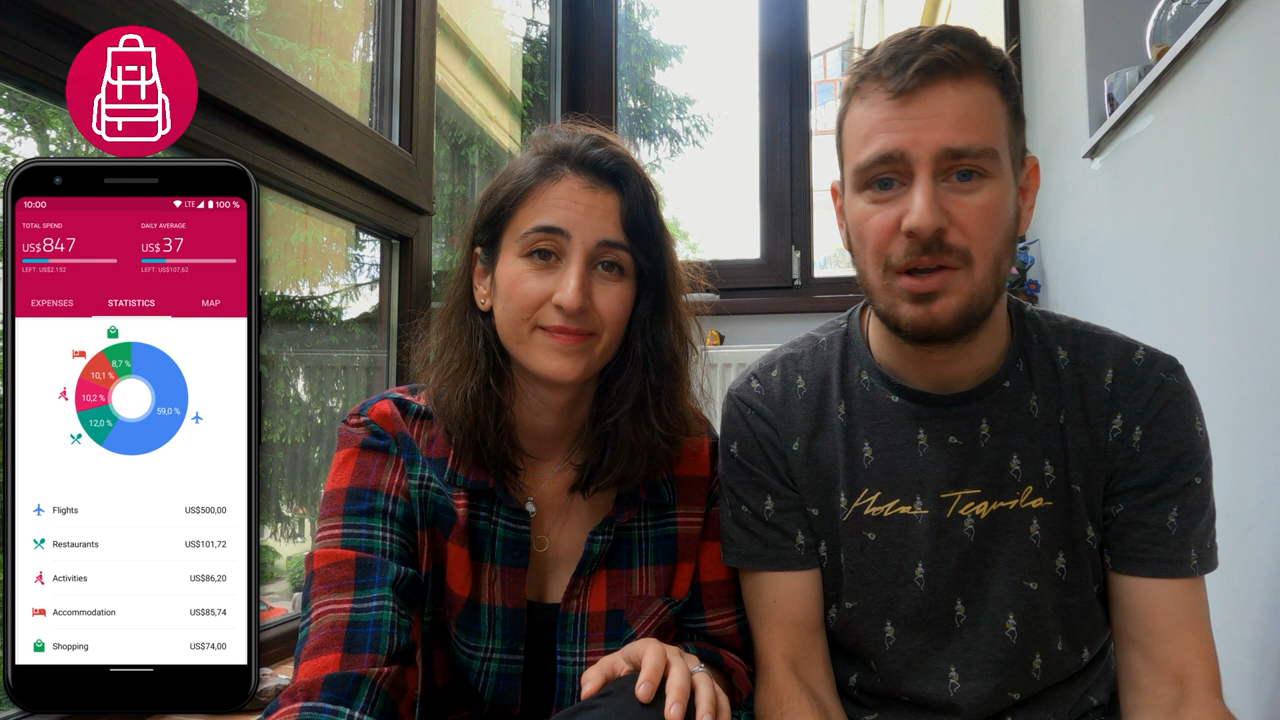 10:00
LTE
100 %
TOTAL SPEND
DAILY AVERAGE
US$847
US$37
LEFT: US$2.152
LEFT: US$107,62
EXPENSES
STATISTICS
MAP
8,7 %
10,1 %
10,2 %
59,0 %
12,0 %
Flights
US$500,00
Restaurants
US$101,72
Activities
US$86,20
Accommodation
US$85,74
Shopping
US$74,00
Hola Tequila